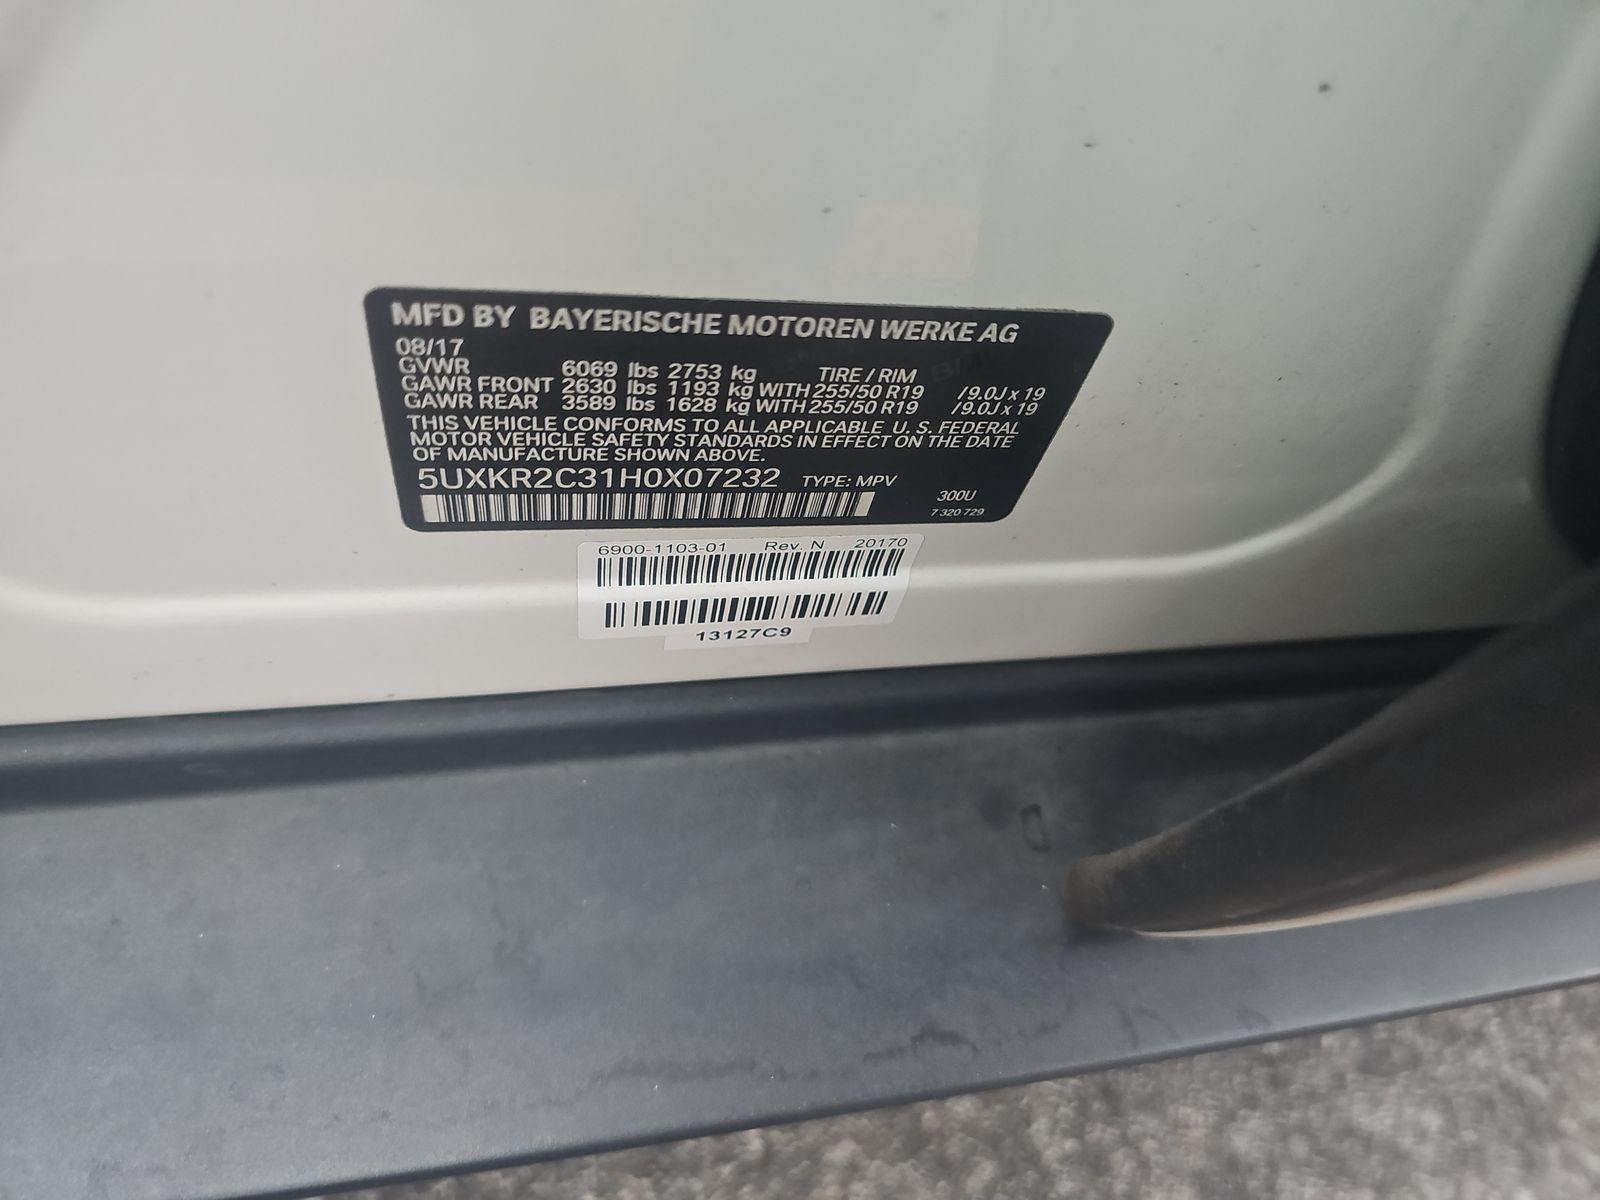 MFD BY BAYERISCHE MOTOREN WERKE AG
08/17
GVWR 6069 lbs 2753 kg TIRE / RIM
GAWR FRONT 2630 lbs 1193 kg WITH 255/50 R19 /9.0J x 19
GAWR REAR 3589 lbs 1628 kg WITH 255/50 R19 /9.0J x 19
THIS VEHICLE CONFORMS TO ALL APPLICABLE U. S. FEDERAL
MOTOR VEHICLE SAFETY STANDARDS IN EFFECT ON THE DATE
OF MANUFACTURE SHOWN ABOVE.
5UXKR2C31H0X07232 TYPE: MPV
300U
7 320 729
6900-1103-01 Rev. N 20170
13127C9